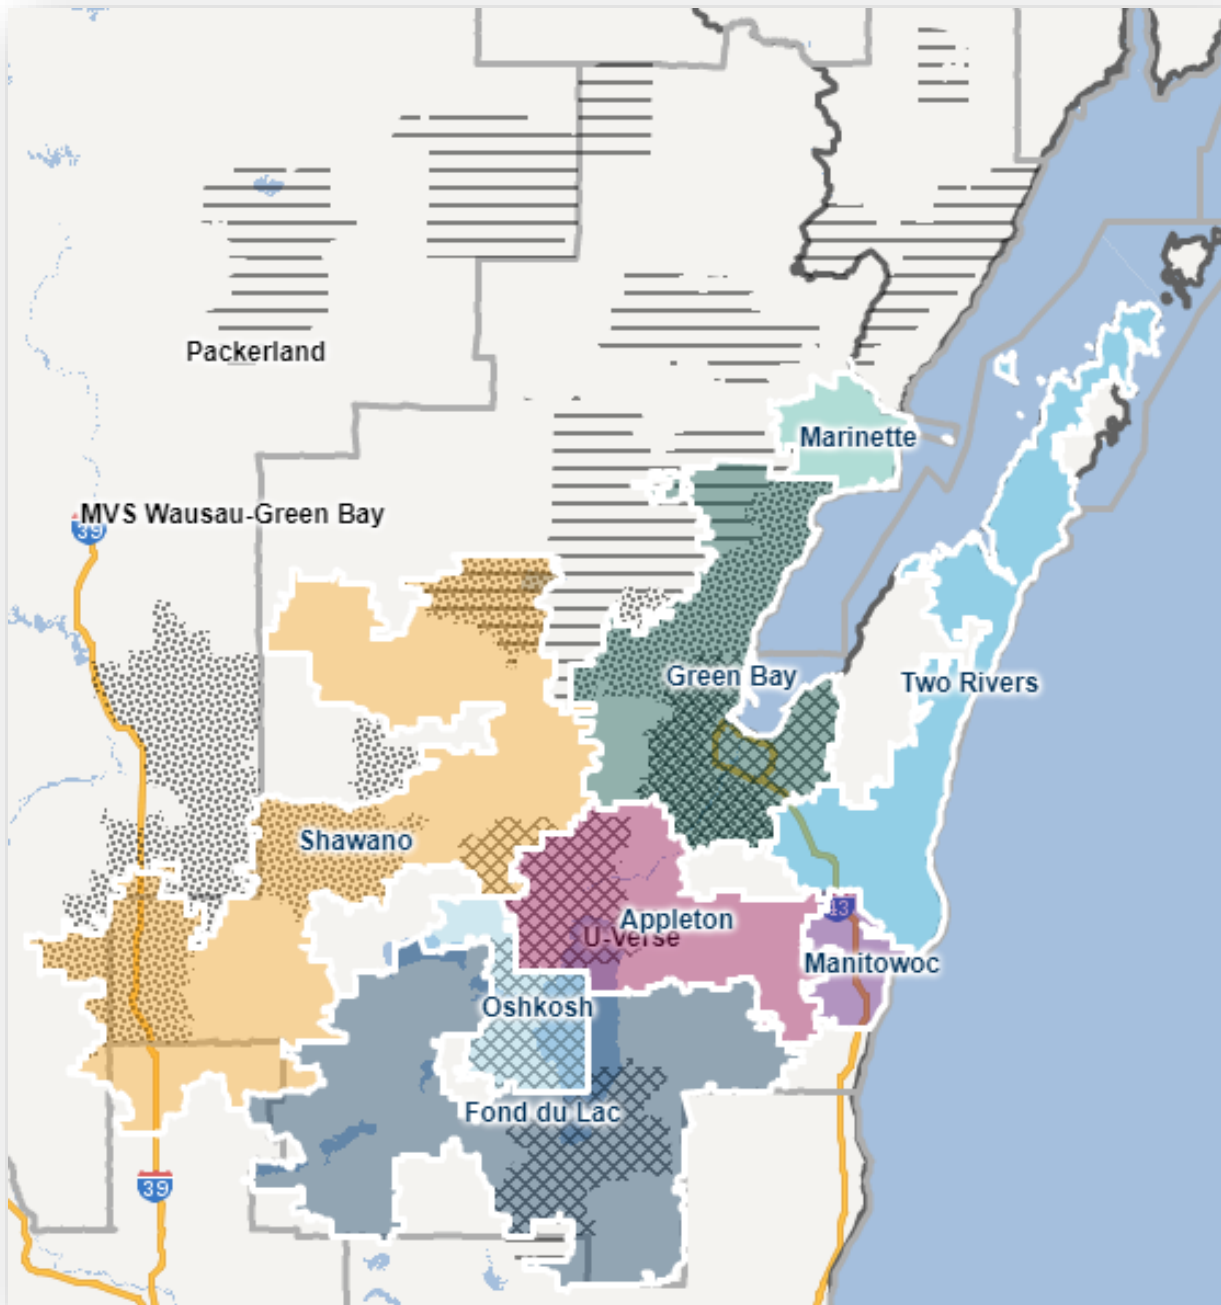 Packerland
Marinette
MVS Wausau-Green Bay
39
Green Bay
Two Rivers
Shawano
43
Appleton
U-Verse
Manitowoc
Oshkosh
Fond du Lac
39